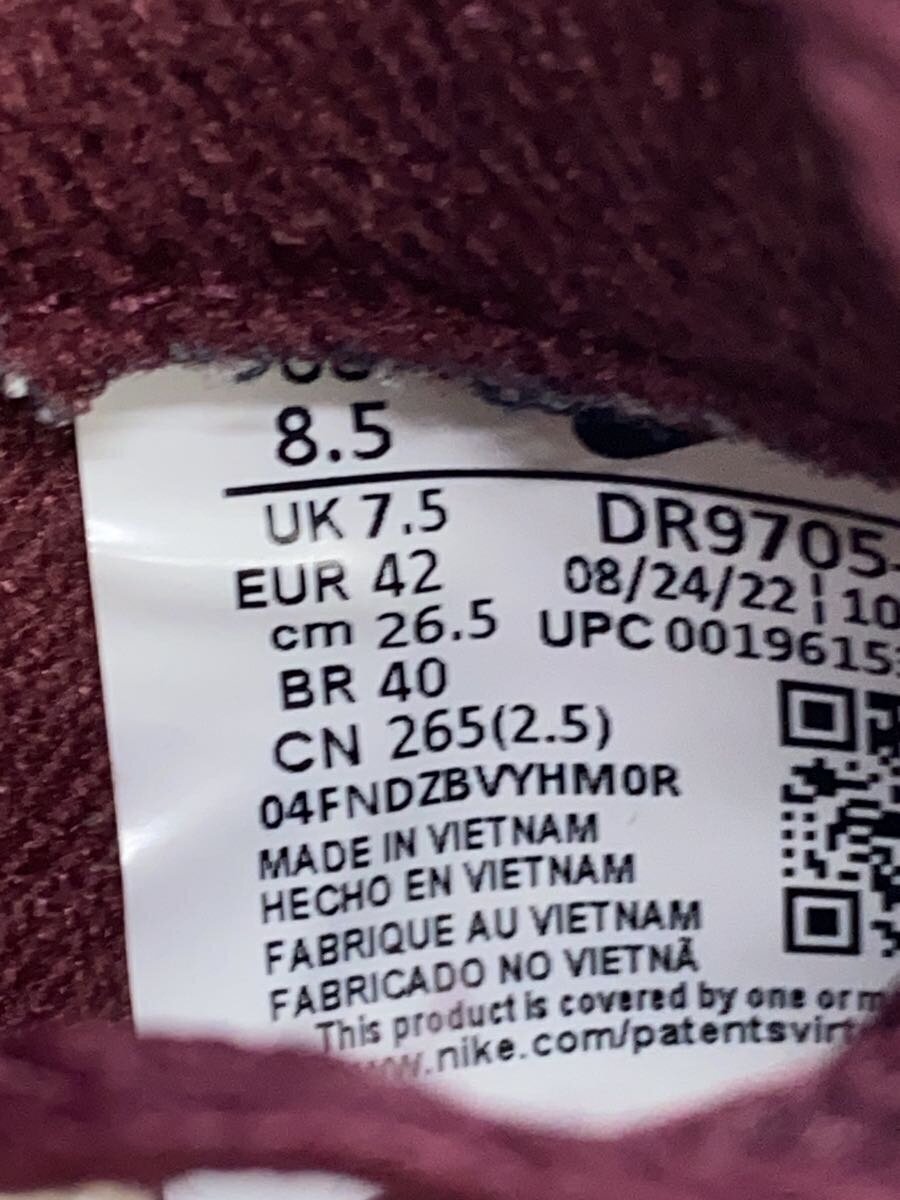 8.5
UK 7.5
EUR 42
cm 26.5
BR 40
CN 265(2.5)
04FNDZBVYHM0R
MADE IN VIETNAM
HECHO EN VIETNAM
FABRIQUE AU VIETNAM
FABRICADO NO VIETNÃ
DR9705-
08/24/22 | 10
UPC 00196153
This product is covered by one or m
www.nike.com/patentsvirt